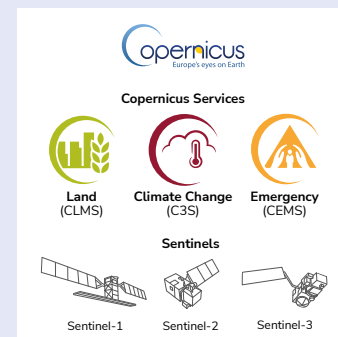 Copernicus
Europe's eyes on Earth
Copernicus Services
Land Climate Change Emergency
(CLMS) (C3S) (CEMS)
Sentinels
Sentinel-1 Sentinel-2 Sentinel-3